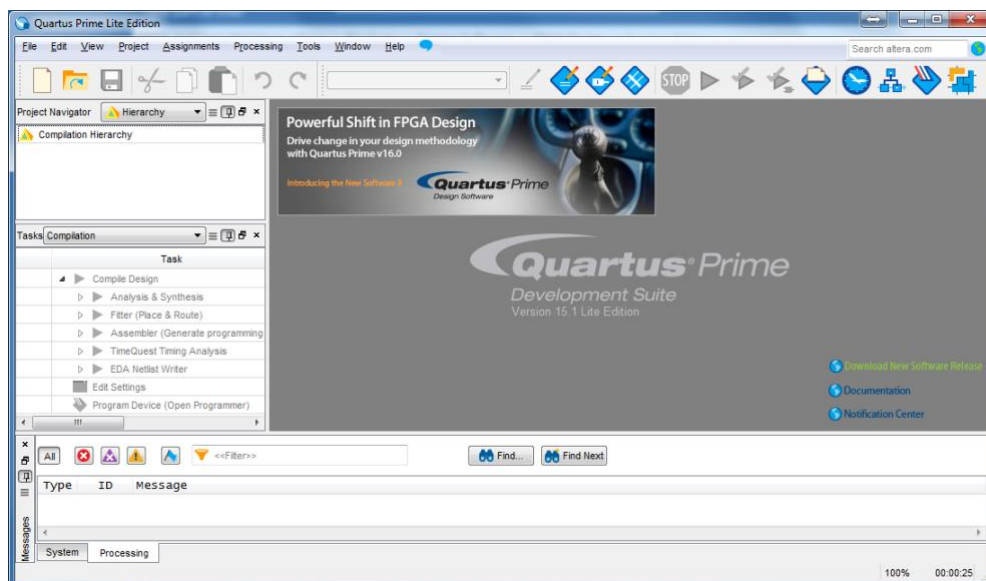 Quartus Prime Lite Edition
File Edit View Project Assignments Processing Tools Window Help
Search altera.com
STOP
Project Navigator Hierarchy
Compilation Hierarchy
Powerful Shift in FPGA Design
Drive change in your design methodology
with Quartus Prime v16.0
Introducing the New Software
Quartus Prime
Design Software
Tasks Compilation
Task
Compile Design
Analysis & Synthesis
Fitter (Place & Route)
Assembler (Generate programming
TimeQuest Timing Analysis
EDA Netlist Writer
Edit Settings
Program Device (Open Programmer)
Quartus Prime
Development Suite
Version 15.1 Lite Edition
Download New Software Release
Documentation
Notification Center
All <<Filter>> Find... Find Next
Type ID Message
Messages
System Processing
100% 00:00:25